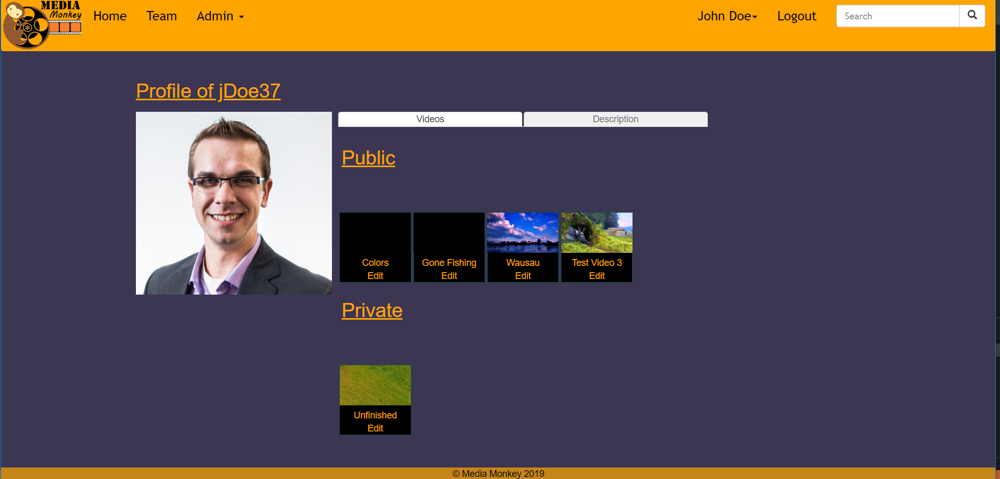 MEDIA
Monkey
Home Team Admin John Doe Logout Search
Profile of jDoe37
Videos Description
Public
Colors Gone Fishing Wausau Test Video 3
Edit Edit Edit Edit
Private
Unfinished
Edit
© Media Monkey 2019